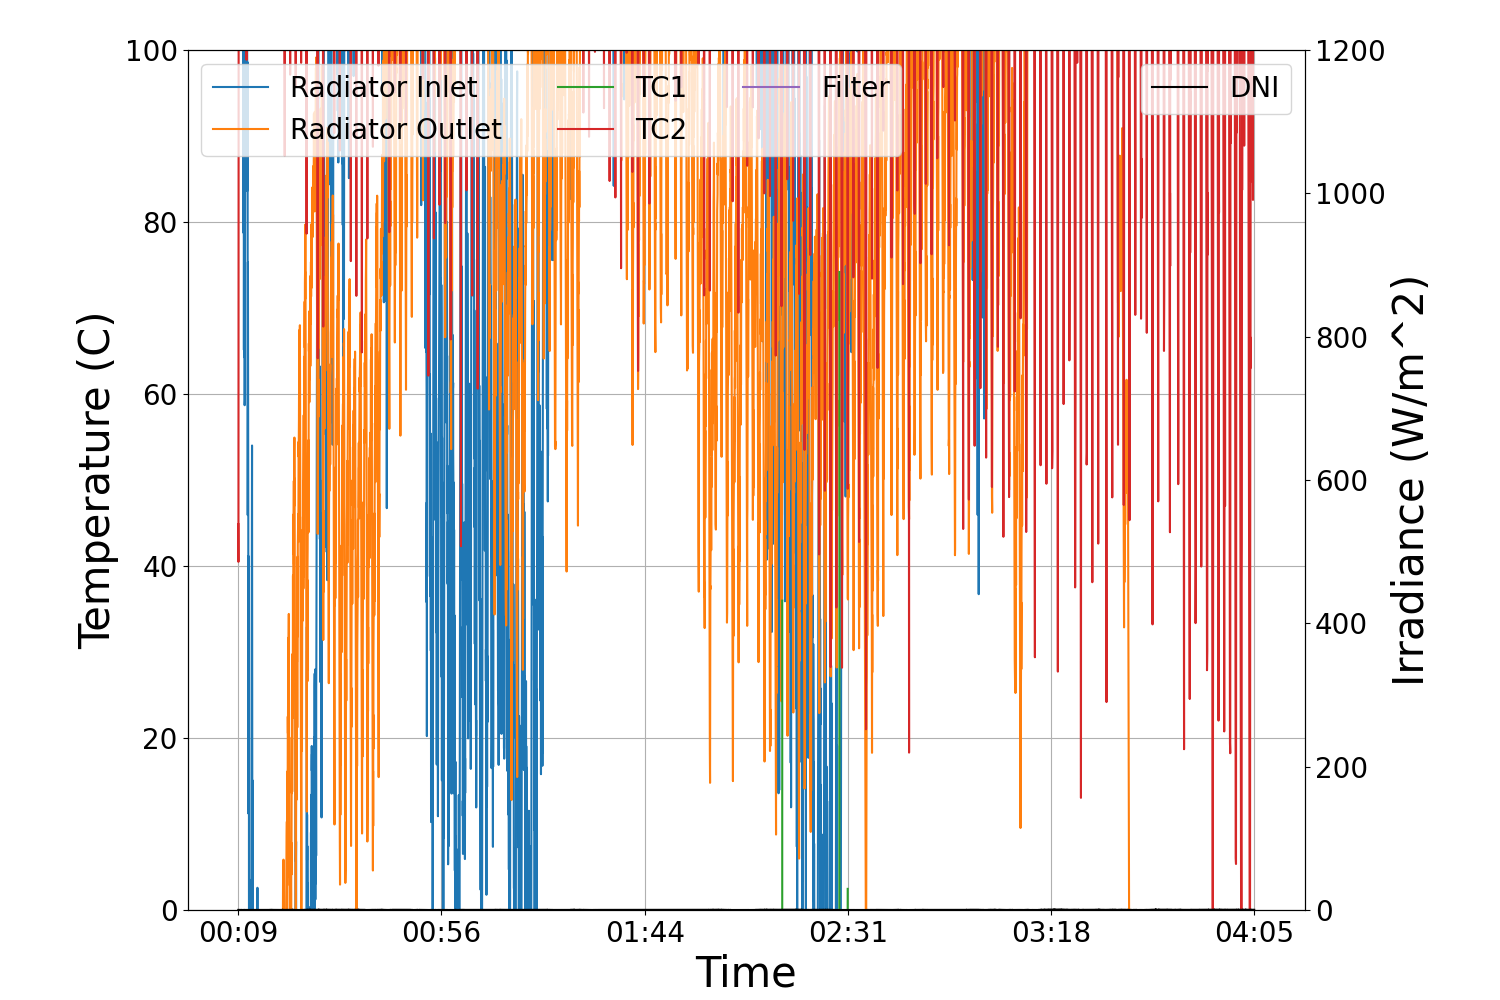 100
80
60
40
20
0
Temperature (C)
Radiator Inlet
Radiator Outlet
TC1
TC2
Filter
DNI
1200
1000
800
600
400
200
0
Irradiance (W/m^2)
00:09 00:56 01:44 02:31 03:18 04:05
Time